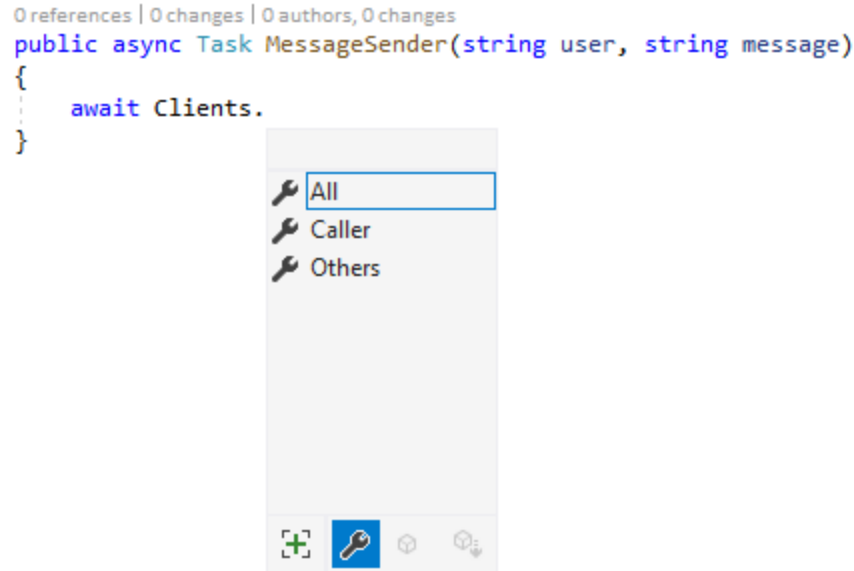 0 references | 0 changes | 0 authors, 0 changes
public async Task MessageSender(string user, string message)
{
await Clients.
}
All
Caller
Others